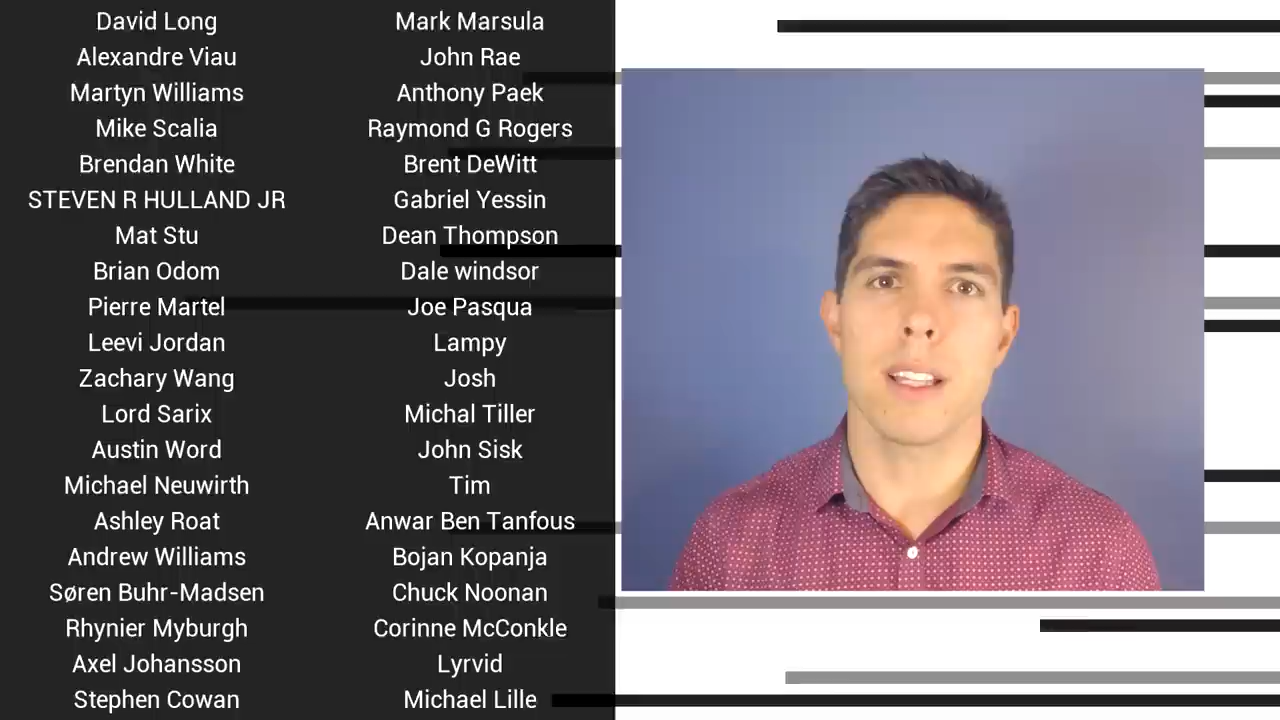 David Long
Alexandre Viau
Martyn Williams
Mike Scalia
Brendan White
STEVEN R HULLAND JR
Mat Stu
Brian Odom
Pierre Martel
Leevi Jordan
Zachary Wang
Lord Sarix
Austin Word
Michael Neuwirth
Ashley Roat
Andrew Williams
Søren Buhr-Madsen
Rhynier Myburgh
Axel Johansson
Stephen Cowan
Mark Marsula
John Rae
Anthony Paek
Raymond G Rogers
Brent DeWitt
Gabriel Yessin
Dean Thompson
Dale windsor
Joe Pasqua
Lampy
Josh
Michal Tiller
John Sisk
Tim
Anwar Ben Tanfous
Bojan Kopanja
Chuck Noonan
Corinne McConkle
Lyrvid
Michael Lille